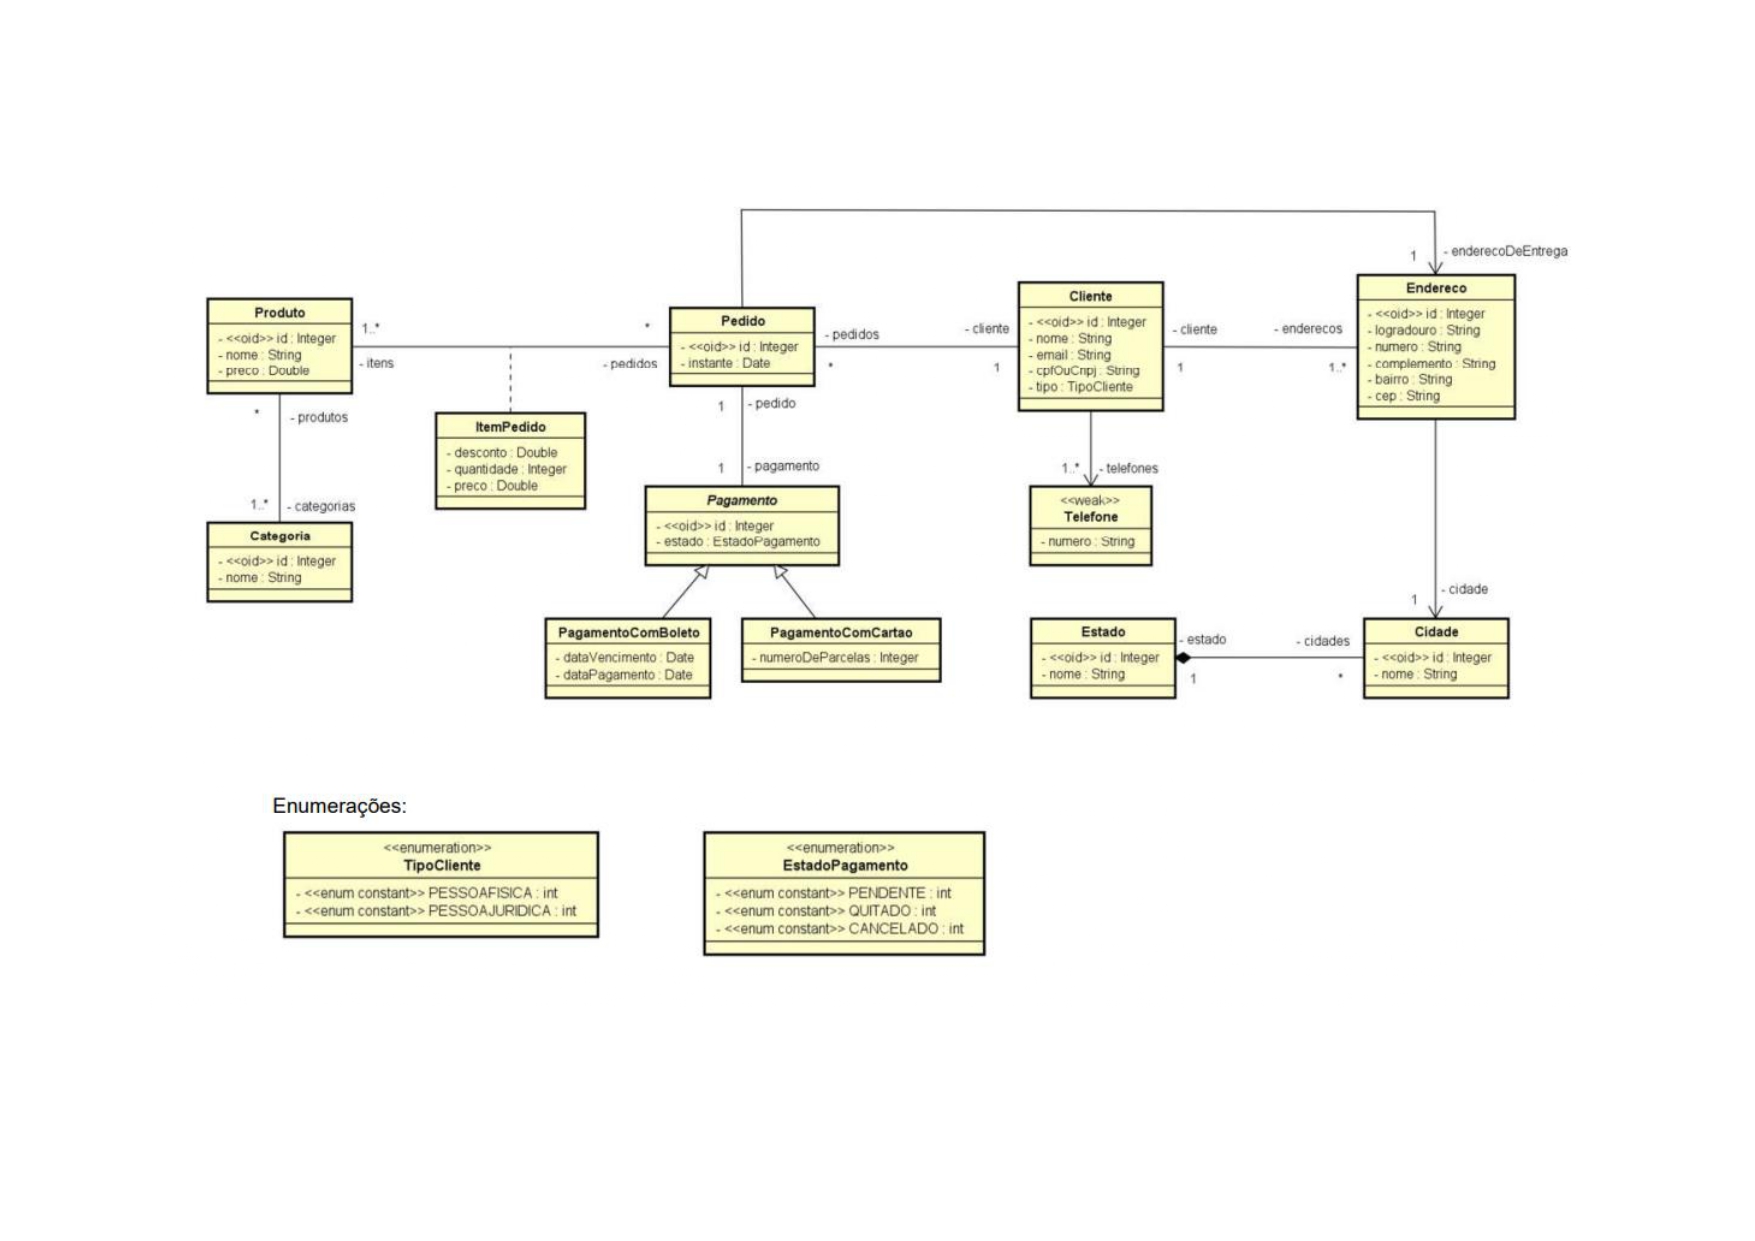 1
- enderecoDeEntrega
Produto
- <<oid>> id : Integer
- nome : String
- preco : Double
1..*
- itens
*
- pedidos
Pedido
- <<oid>> id : Integer
- instante : Date
- pedidos
*
- cliente
1
Cliente
- <<oid>> id : Integer
- nome : String
- email : String
- cpfOuCnpj : String
- tipo : TipoCliente
- cliente
1
- enderecos
1..*
Endereco
- <<oid>> id : Integer
- logradouro : String
- numero : String
- complemento : String
- bairro : String
- cep : String
*
- produtos
1..*
- categorias
Categoria
- <<oid>> id : Integer
- nome : String
ItemPedido
- desconto : Double
- quantidade : Integer
- preco : Double
1
- pedido
1
- pagamento
Pagamento
- <<oid>> id : Integer
- estado : EstadoPagamento
1..*
- telefones
<<weak>>
Telefone
- numero : String
PagamentoComBoleto
- dataVencimento : Date
- dataPagamento : Date
PagamentoComCartao
- numeroDeParcelas : Integer
1
- cidade
Estado
- <<oid>> id : Integer
- nome : String
- estado
1
- cidades
*
Cidade
- <<oid>> id : Integer
- nome : String
Enumerações:
<<enumeration>>
TipoCliente
- <<enum constant>> PESSOAFISICA : int
- <<enum constant>> PESSOAJURIDICA : int
<<enumeration>>
EstadoPagamento
- <<enum constant>> PENDENTE : int
- <<enum constant>> QUITADO : int
- <<enum constant>> CANCELADO : int